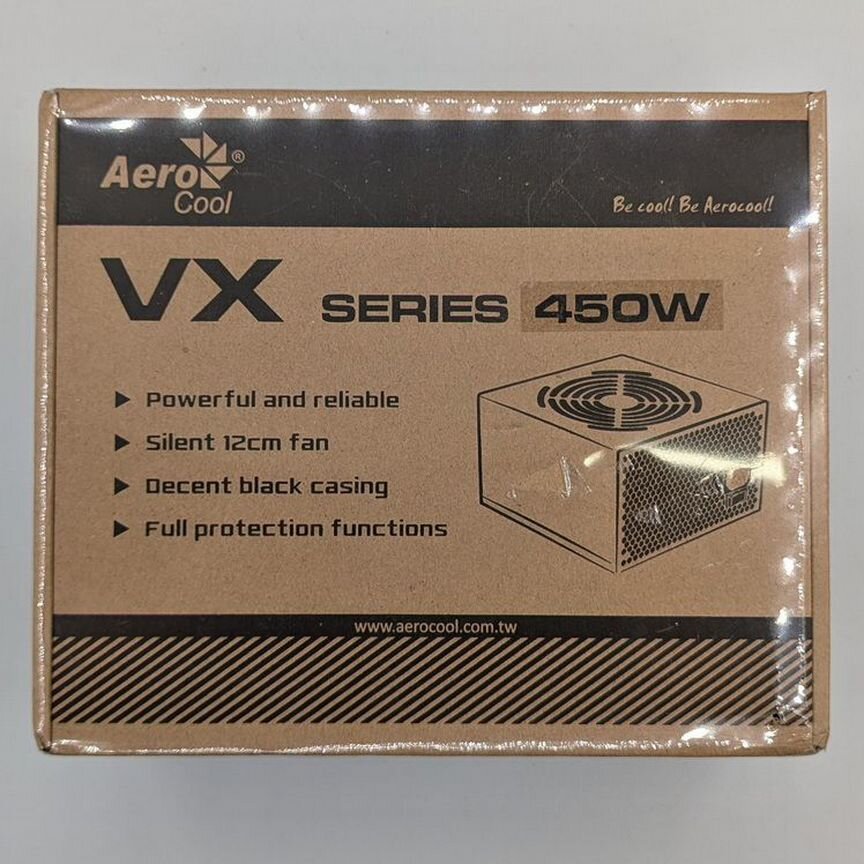 Aero
Cool ®
Be cool! Be Aerocool!
VX SERIES 450W
Powerful and reliable
Silent 12cm fan
Decent black casing
Full protection functions
www.aerocool.com.tw